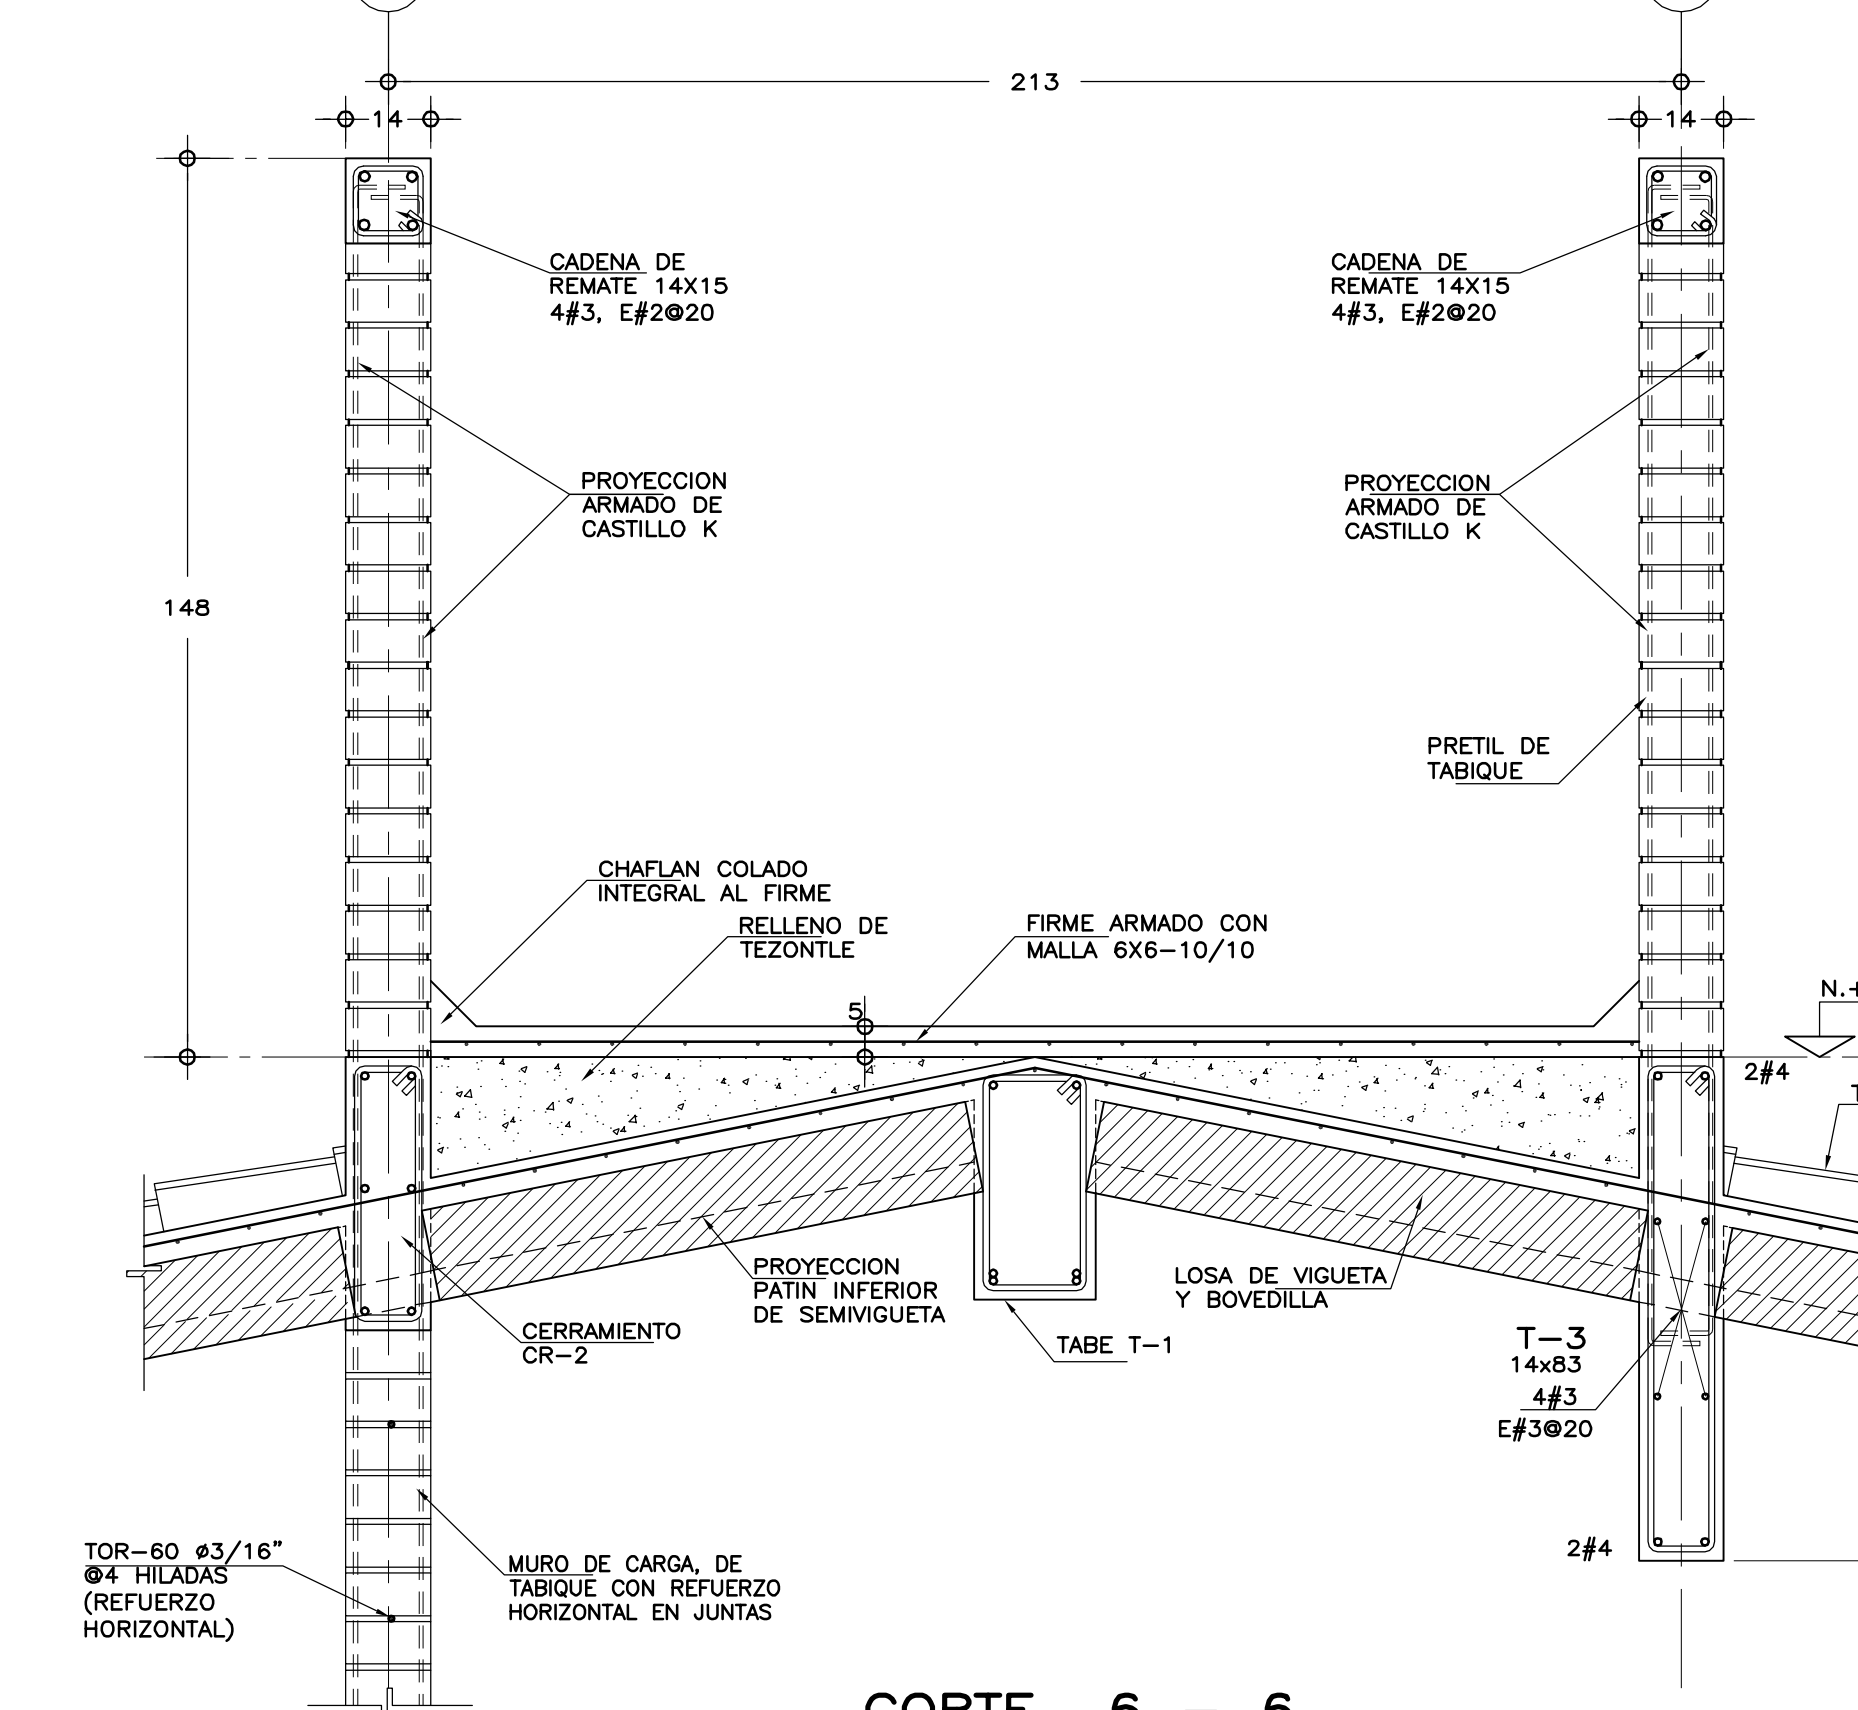 213
14
14
CADENA DE
REMATE 14X15
4#3, E#2@20
CADENA DE
REMATE 14X15
4#3, E#2@20
PROYECCION
ARMADO DE
CASTILLO K
PROYECCION
ARMADO DE
CASTILLO K
148
PRETIL DE
TABIQUE
CHAFLAN COLADO
INTEGRAL AL FIRME
RELLENO DE
TEZONTLE
FIRME ARMADO CON
MALLA 6X6-10/10
5
N.+
2#4
PROYECCION
PATIN INFERIOR
DE SEMIVIGUETA
LOSA DE VIGUETA
Y BOVEDILLA
CERRAMIENTO
CR-2
TABE T-1
T-3
14x83
4#3
E#3@20
2#4
TOR-60 ø3/16"
@4 HILADAS
(REFUERZO
HORIZONTAL)
MURO DE CARGA, DE
TABIQUE CON REFUERZO
HORIZONTAL EN JUNTAS
CORTE 6 - 6